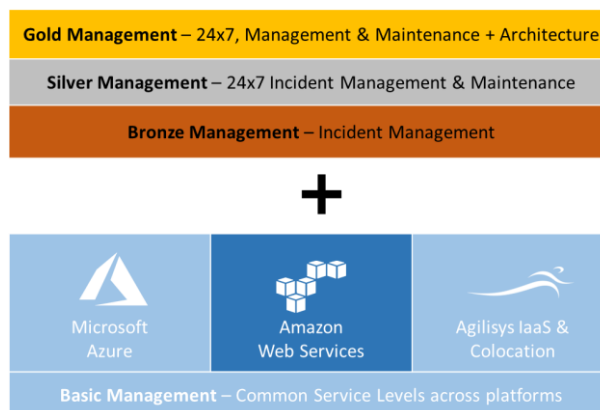 Gold Management – 24x7, Management & Maintenance + Architecture
Silver Management – 24x7 Incident Management & Maintenance
Bronze Management – Incident Management
+
Microsoft
Azure
Amazon
Web Services
Agilisys IaaS &
Colocation
Basic Management – Common Service Levels across platforms